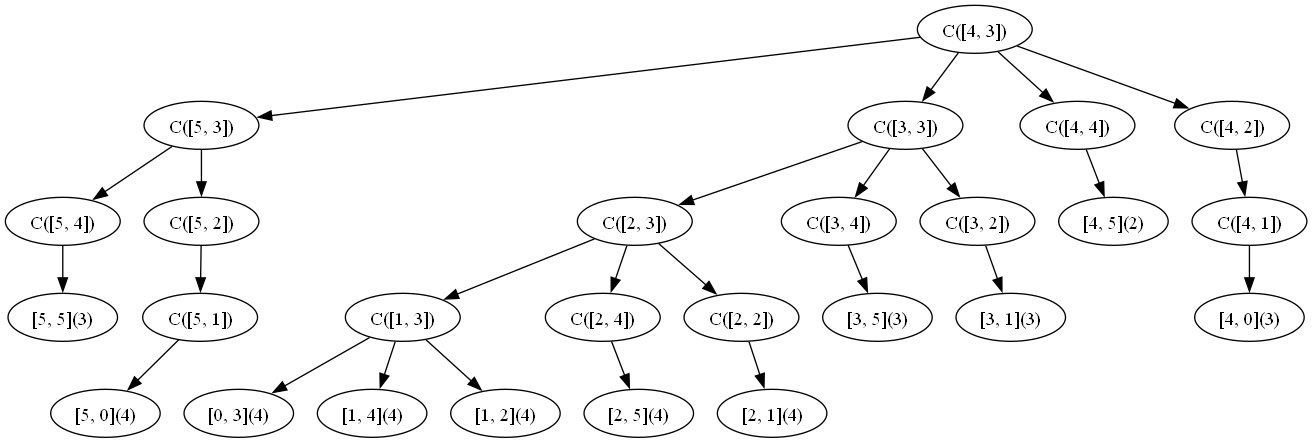 C([4, 3])
C([5, 3])
C([3, 3])
C([4, 4])
C([4, 2])
C([5, 4])
C([5, 2])
C([2, 3])
C([3, 4])
C([3, 2])
[4, 5](2)
C([4, 1])
[5, 5](3)
C([5, 1])
C([1, 3])
C([2, 4])
C([2, 2])
[3, 5](3)
[3, 1](3)
[4, 0](3)
[5, 0](4)
[0, 3](4)
[1, 4](4)
[1, 2](4)
[2, 5](4)
[2, 1](4)